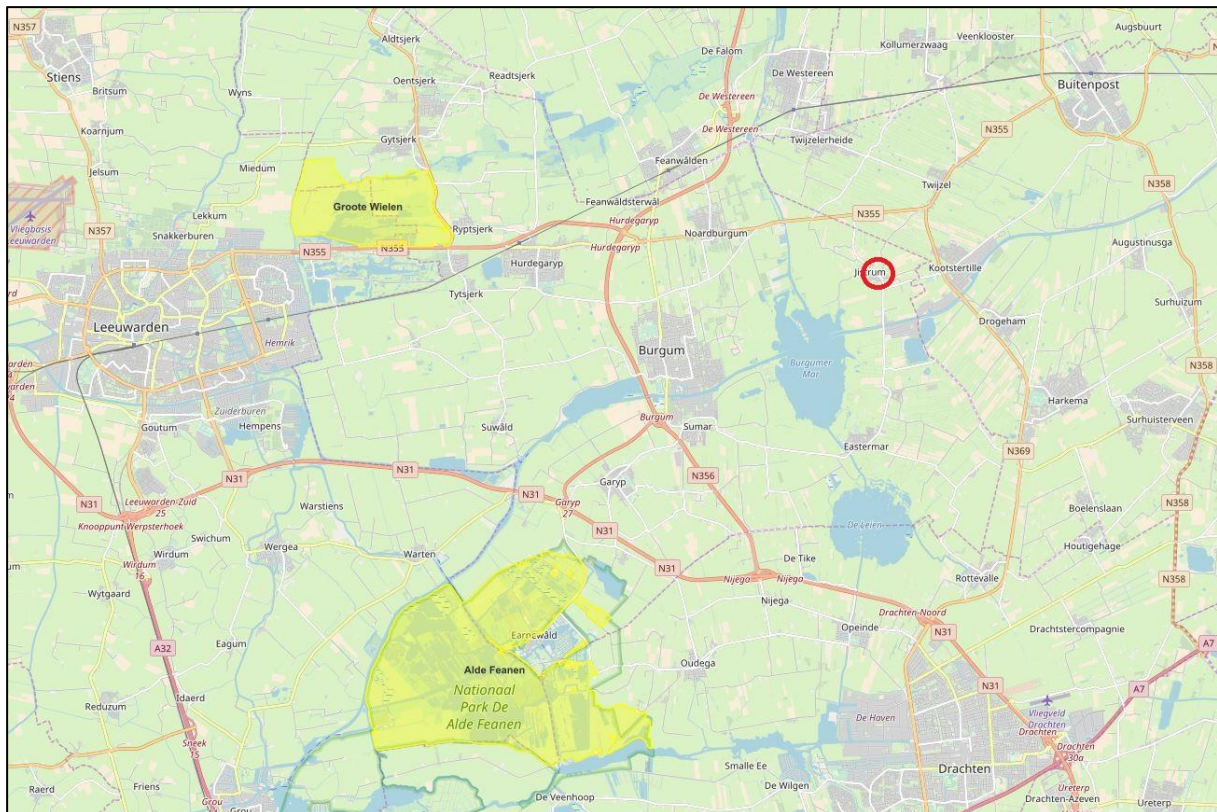 N357
Stiens
Britsum
Koarnjum
Jelsum
Aldtsjerk
Oentsjerk
Readtsjerk
Wyns
Gytsjerk
Miedum
Lekkum
Snakkerburen
N357
Groote Wielen
Ryptsjerk
N355
N355
Hurdegaryp
Tytsjerk
Leeuwarden
Hemrik
Zuiderburen
Goutum
Hempens
De Falom
De Westereen
De Westereen
De Westereen
Twijzelerheide
Kollumerzwaag
Veenklooster
Augsbuurt
Buitenpost
N355
N358
Feanwâlden
Feanwâldsterwâl
Hurdegaryp
Hurdegaryp
Noardburgum
N355
Twijzel
Augustinusga
Kootstertille
Surhuizum
Drogeham
Burgum
Burgumer
Mar
N358
Harkema
Surhuisterveen
Suwâld
Burgum
Sumar
Eastermar
N369
N31
Leeuwarden-Zuid
25
N31
N31
Knooppunt Werpsterhoek
Warstiens
Garyp
Garyp
27
N356
N31
De Leien
Boelenslaan
N358
Houtigehage
Wirdum
Swichum
Wergea
Warten
Wirdum
16
Wytgaard
N31
De Tike
Nijega
Nijega
Nijega
Rottevalle
N358
Drachten-Noord
N31
Drachtstercompagnie
Opeinde
A7
Earnewâld
A32
Eagum
Alde Feanen
Nationaal
Park De
Alde Feanen
Oudega
Idaerd
Reduzum
Sneek
15
N31
De Haven
Vliegveld
Drachten
A7
Drachten
30a
Drachten
Smalle Ee
De Wilgen
De Veenhoop
Raerd
Friens
Grou
Grou
Drachten-Azeven
Ureterp
Ureterp